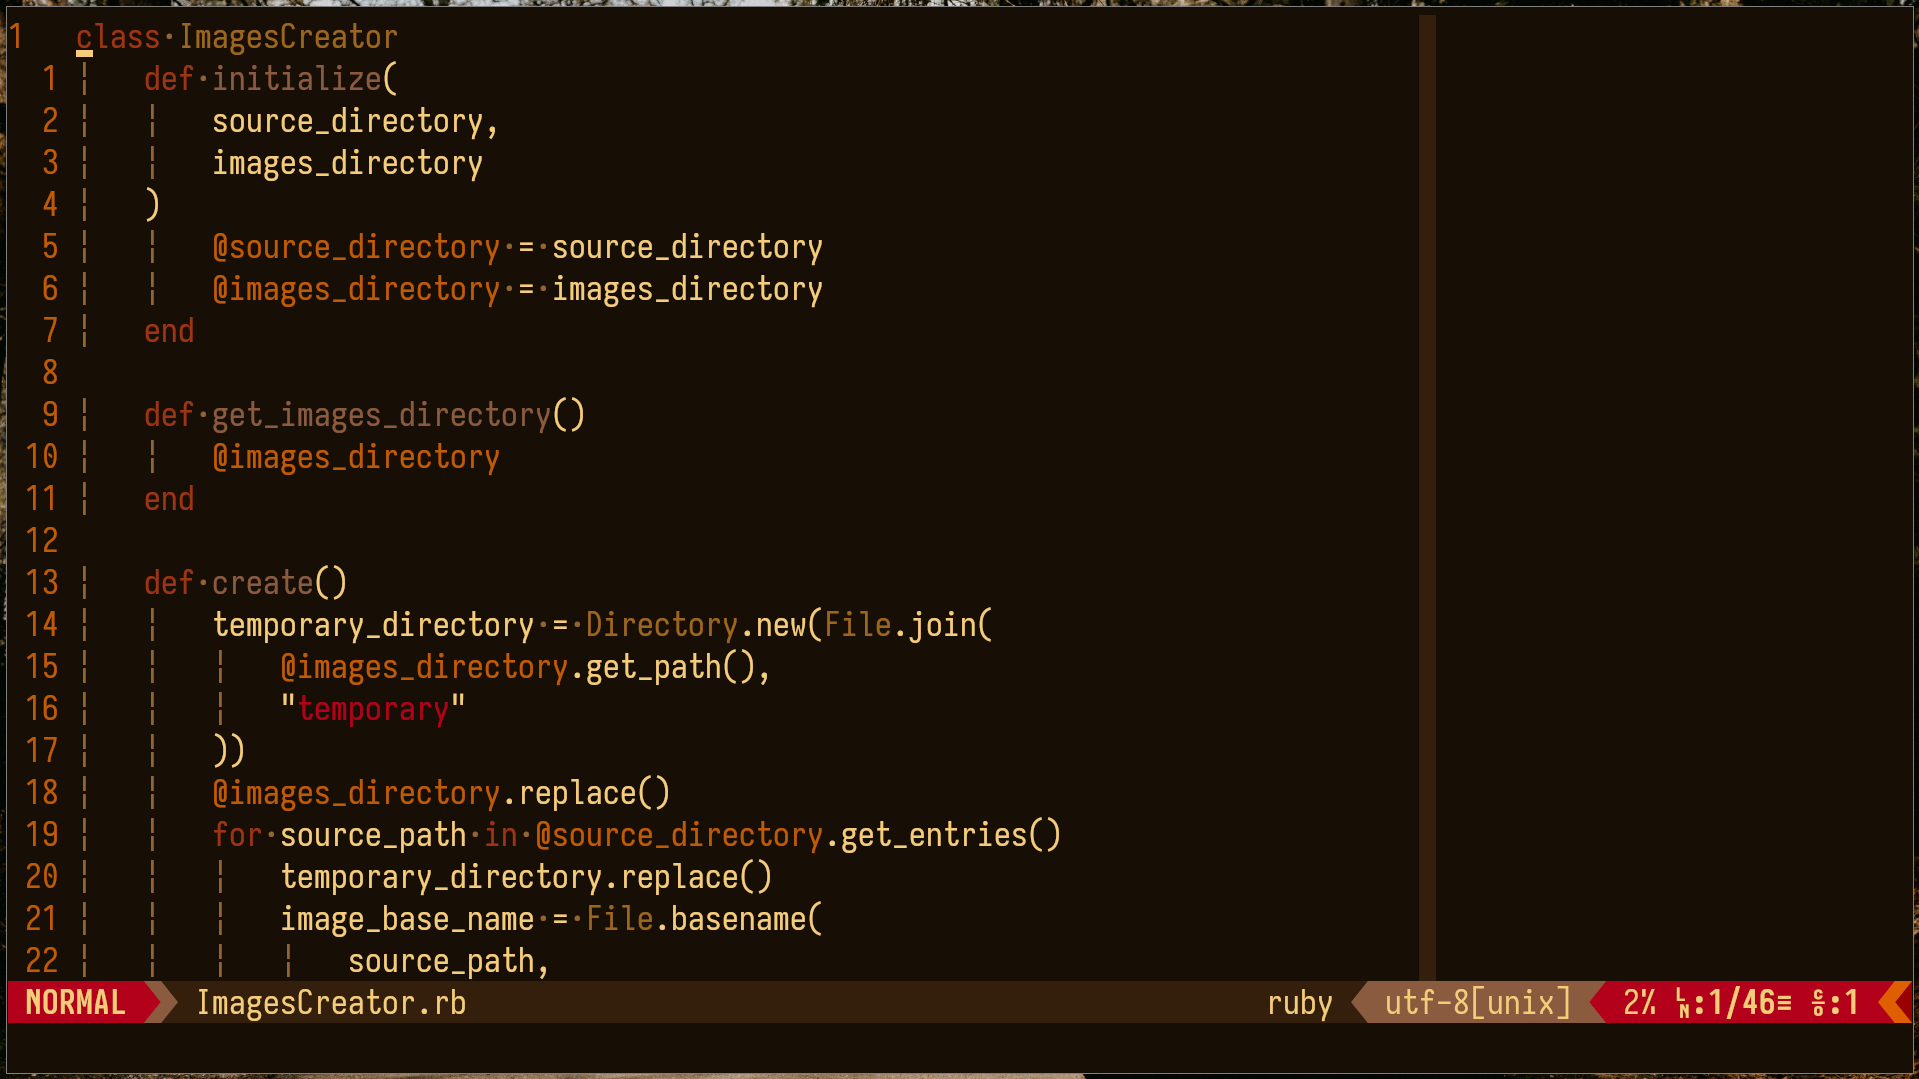 1 class·ImagesCreator
1 ¦ def·initialize(
2 ¦ ¦ source_directory,
3 ¦ ¦ images_directory
4 ¦ )
5 ¦ ¦ @source_directory·=·source_directory
6 ¦ ¦ @images_directory·=·images_directory
7 ¦ end
8
9 ¦ def·get_images_directory()
10 ¦ ¦ @images_directory
11 ¦ end
12
13 ¦ def·create()
14 ¦ ¦ temporary_directory·=·Directory.new(File.join(
15 ¦ ¦ ¦ @images_directory.get_path(),
16 ¦ ¦ ¦ "temporary"
17 ¦ ¦ ))
18 ¦ ¦ @images_directory.replace()
19 ¦ ¦ for·source_path·in·@source_directory.get_entries()
20 ¦ ¦ ¦ temporary_directory.replace()
21 ¦ ¦ ¦ image_base_name·=·File.basename(
22 ¦ ¦ ¦ ¦ source_path,
NORMAL ImagesCreator.rb ruby utf-8[unix] 2% ␤:1/46≡ ℅:1